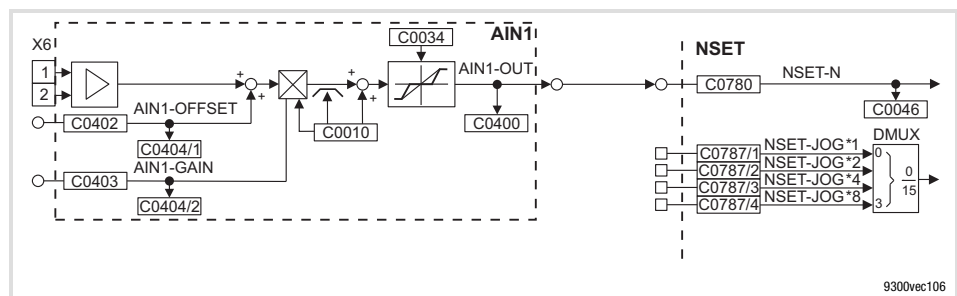 X6
AIN1
C0034
NSET
1
2
AIN1-OUT
C0780
NSET-N
+
+
+
+
C0046
C0402
AIN1-OFFSET
C0404/1
C0010
C0400
DMUX
C0403
AIN1-GAIN
C0404/2
C0787/1
NSET-JOG*1
C0787/2
NSET-JOG*2
C0787/3
NSET-JOG*4
C0787/4
NSET-JOG*8
0
3
0
15
9300vec106